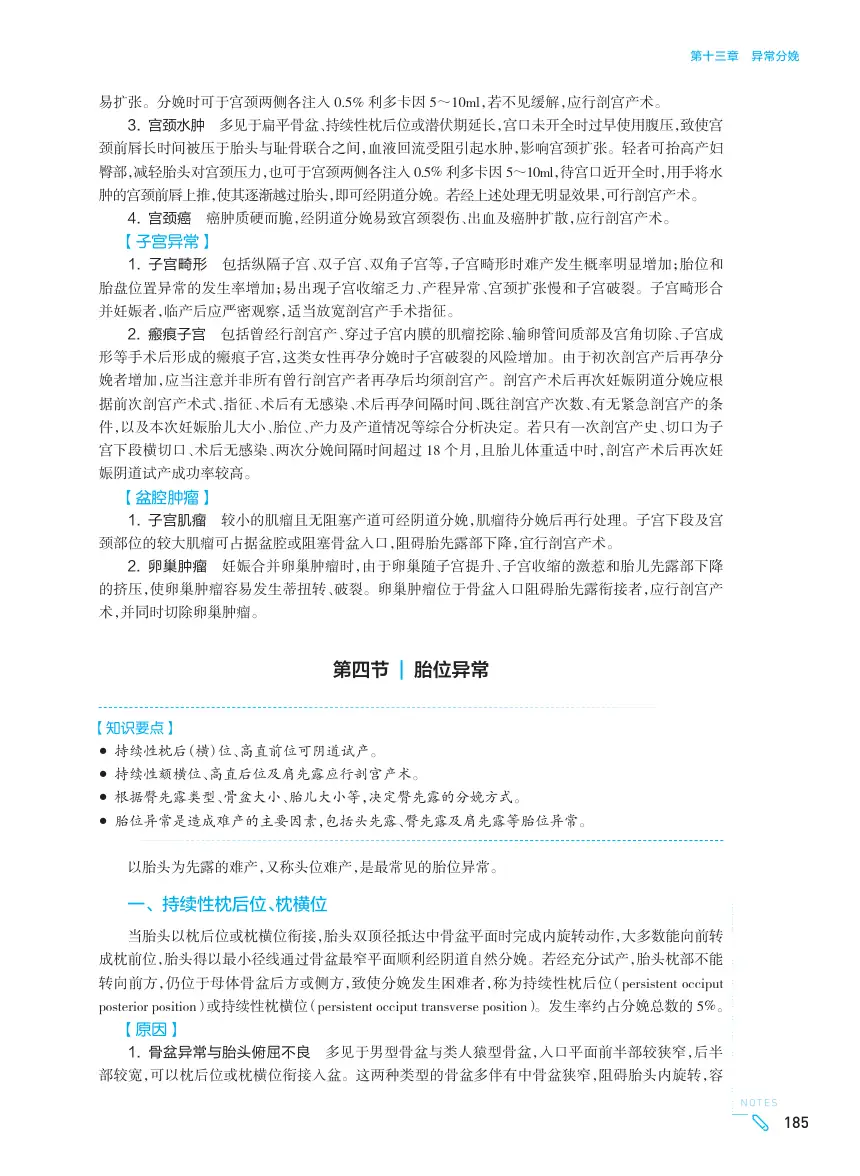 第十三章 异常分娩
易扩张。分娩时可于宫颈两侧各注入 0.5% 利多卡因 5～10ml,若不见缓解,应行剖宫产术。
3. 宫颈水肿 多见于扁平骨盆、持续性枕后位或潜伏期延长,宫口未开全时过早使用腹压,致使宫
颈前唇长时间被压于胎头与耻骨联合之间,血液回流受阻引起水肿,影响宫颈扩张。轻者可抬高产妇
臀部,减轻胎头对宫颈压力,也可于宫颈两侧各注入 0.5% 利多卡因 5～10ml,待宫口近开全时,用手将水
肿的宫颈前唇上推,使其逐渐越过胎头,即可经阴道分娩。若经上述处理无明显效果,可行剖宫产术。
4. 宫颈癌 癌肿质硬而脆,经阴道分娩易致宫颈裂伤、出血及癌肿扩散,应行剖宫产术。
【子宫异常】
1. 子宫畸形 包括纵隔子宫、双子宫、双角子宫等,子宫畸形时难产发生概率明显增加;胎位和
胎盘位置异常的发生率增加;易出现子宫收缩乏力、产程异常、宫颈扩张慢和子宫破裂。子宫畸形合
并妊娠者,临产后应严密观察,适当放宽剖宫产手术指征。
2. 瘢痕子宫 包括曾经行剖宫产、穿过子宫内膜的肌瘤挖除、输卵管间质部及宫角切除、子宫成
形等手术后形成的瘢痕子宫,这类女性再孕分娩时子宫破裂的风险增加。由于初次剖宫产后再孕分
娩者增加,应当注意并非所有曾行剖宫产者再孕后均须剖宫产。剖宫产术后再次妊娠阴道分娩应根
据前次剖宫产术式、指征、术后有无感染、术后再孕间隔时间、既往剖宫产次数、有无紧急剖宫产的条
件,以及本次妊娠胎儿大小、胎位、产力及产道情况等综合分析决定。若只有一次剖宫产史、切口为子
宫下段横切口、术后无感染、两次分娩间隔时间超过 18 个月,且胎儿体重适中时,剖宫产术后再次妊
娠阴道试产成功率较高。
【盆腔肿瘤】
1. 子宫肌瘤 较小的肌瘤且无阻塞产道可经阴道分娩,肌瘤待分娩后再行处理。子宫下段及宫
颈部位的较大肌瘤可占据盆腔或阻塞骨盆入口,阻碍胎先露部下降,宜行剖宫产术。
2. 卵巢肿瘤 妊娠合并卵巢肿瘤时,由于卵巢随子宫提升、子宫收缩的激惹和胎儿先露部下降
的挤压,使卵巢肿瘤容易发生蒂扭转、破裂。卵巢肿瘤位于骨盆入口阻碍胎先露衔接者,应行剖宫产
术,并同时切除卵巢肿瘤。
第四节 | 胎位异常
【知识要点】
● 持续性枕后(横)位、高直前位可阴道试产。
● 持续性颏横位、高直后位及肩先露应行剖宫产术。
● 根据臀先露类型、骨盆大小、胎儿大小等,决定臀先露的分娩方式。
● 胎位异常是造成难产的主要因素,包括头先露、臀先露及肩先露等胎位异常。
以胎头为先露的难产,又称头位难产,是最常见的胎位异常。
一、持续性枕后位、枕横位
当胎头以枕后位或枕横位衔接,胎头双顶径抵达中骨盆平面时完成内旋转动作,大多数能向前转
成枕前位,胎头得以最小径线通过骨盆最窄平面顺利经阴道自然分娩。若经充分试产,胎头枕部不能
转向前方,仍位于母体骨盆后方或侧方,致使分娩发生困难者,称为持续性枕后位(persistent occiput
posterior position)或持续性枕横位(persistent occiput transverse position)。发生率约占分娩总数的 5%。
【原因】
1. 骨盆异常与胎头俯屈不良 多见于男型骨盆与类人猿型骨盆,入口平面前半部较狭窄,后半
部较宽,可以枕后位或枕横位衔接入盆。这两种类型的骨盆多伴有中骨盆狭窄,阻碍胎头内旋转,容
NOTES
185